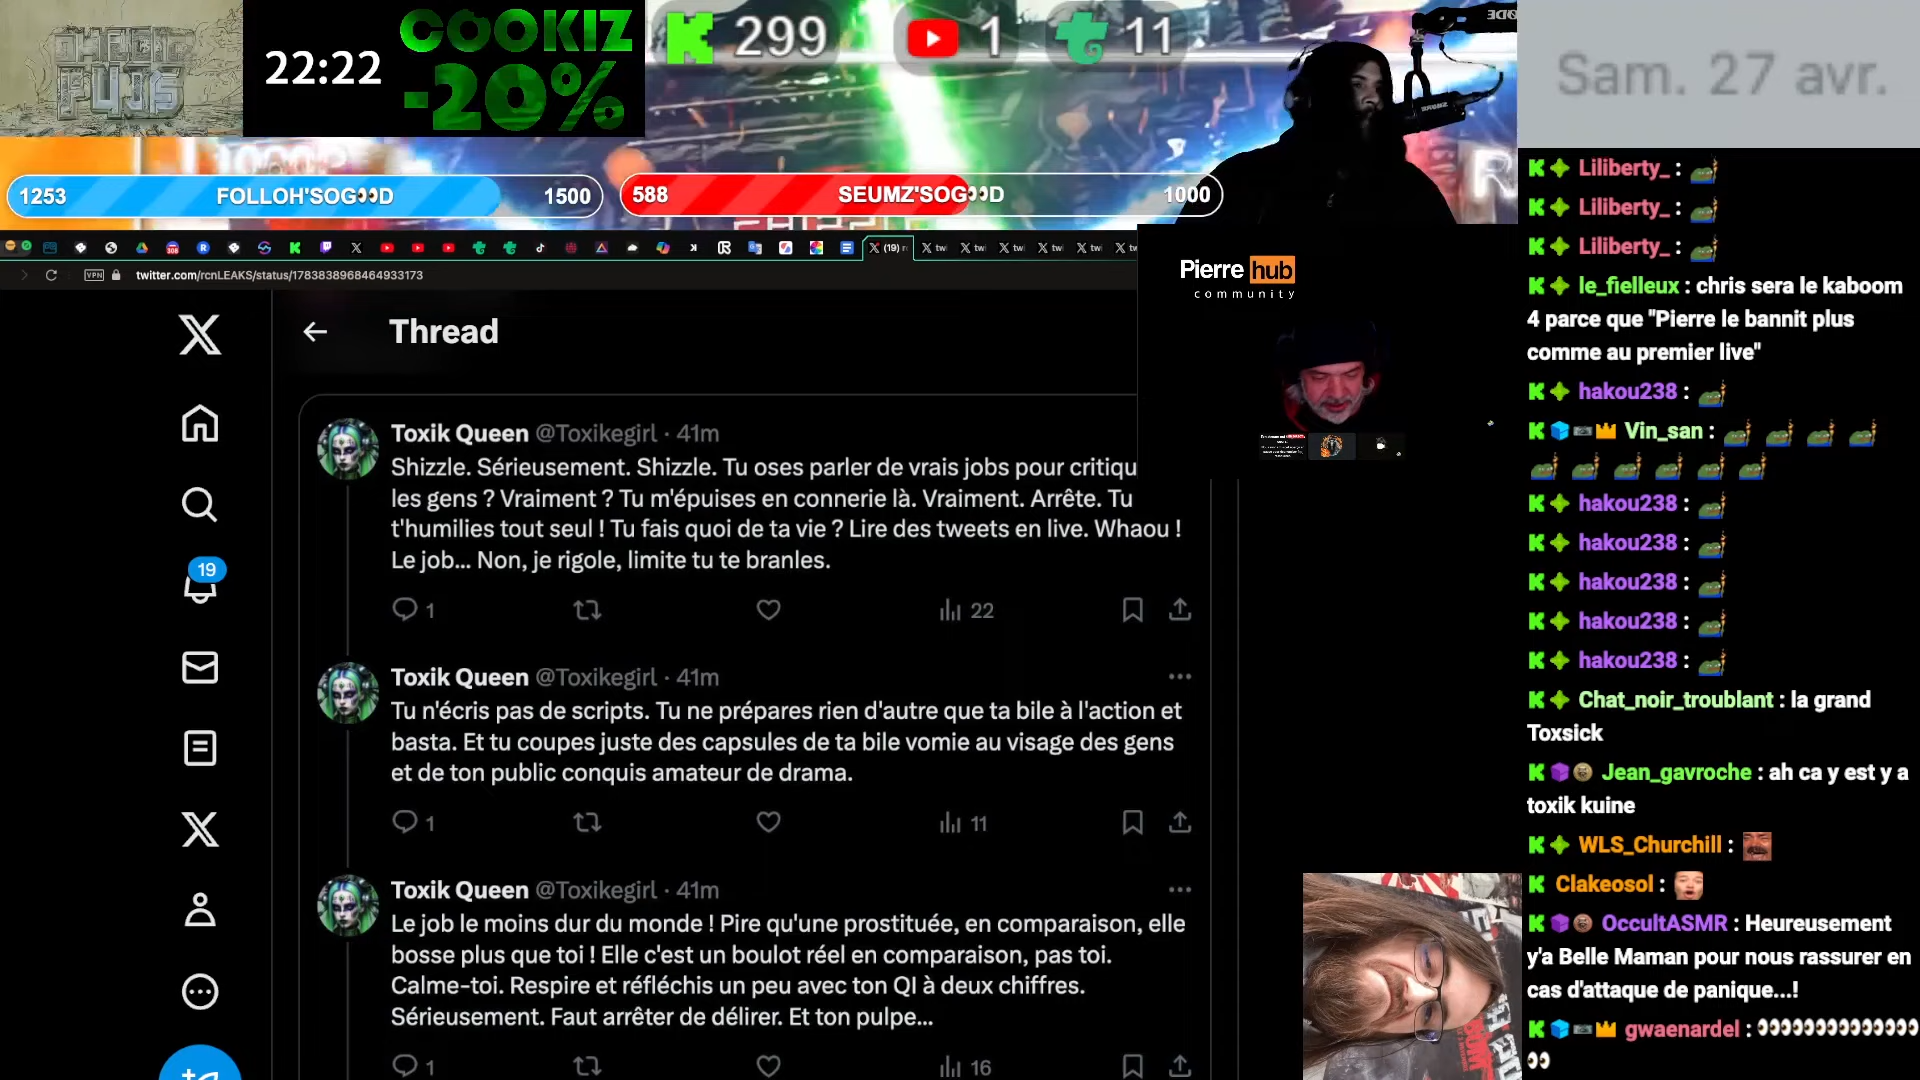 22:22
COOKIZ
-20%
299
1
11
Sam. 27 avr.
1253
FOLLOH'SOG👀D
1500
588
SEUMZ'SOG👀D
1000
VPN
twitter.com/rcnLEAKS/status/1783838968464933173
Pierre hub
community
Thread
Toxik Queen @Toxikegirl · 41m
Shizzle. Sérieusement. Shizzle. Tu oses parler de vrais jobs pour critiqu
les gens ? Vraiment ? Tu m'épuises en connerie là. Vraiment. Arrête. Tu
t'humilies tout seul ! Tu fais quoi de ta vie ? Lire des tweets en live. Whaou !
Le job... Non, je rigole, limite tu te branles.
1
22
19
Toxik Queen @Toxikegirl · 41m
Tu n'écris pas de scripts. Tu ne prépares rien d'autre que ta bile à l'action et
basta. Et tu coupes juste des capsules de ta bile vomie au visage des gens
et de ton public conquis amateur de drama.
1
11
Toxik Queen @Toxikegirl · 41m
Le job le moins dur du monde ! Pire qu'une prostituée, en comparaison, elle
bosse plus que toi ! Elle c'est un boulot réel en comparaison, pas toi.
Calme-toi. Respire et réfléchis un peu avec ton QI à deux chiffres.
Sérieusement. Faut arrêter de délirer. Et ton pulpe...
1
16
Liliberty_ :
Liliberty_ :
Liliberty_ :
le_fielleux : chris sera le kaboom
4 parce que "Pierre le bannit plus
comme au premier live"
hakou238 :
Vin_san :
hakou238 :
hakou238 :
hakou238 :
hakou238 :
hakou238 :
Chat_noir_troublant : la grand
Toxsick
Jean_gavroche : ah ca y est y a
toxik kuine
WLS_Churchill :
Clakeosol :
OccultASMR : Heureusement
y'a Belle Maman pour nous rassurer en
cas d'attaque de panique...!
gwaenardel : 👀👀👀👀👀👀👀
👀